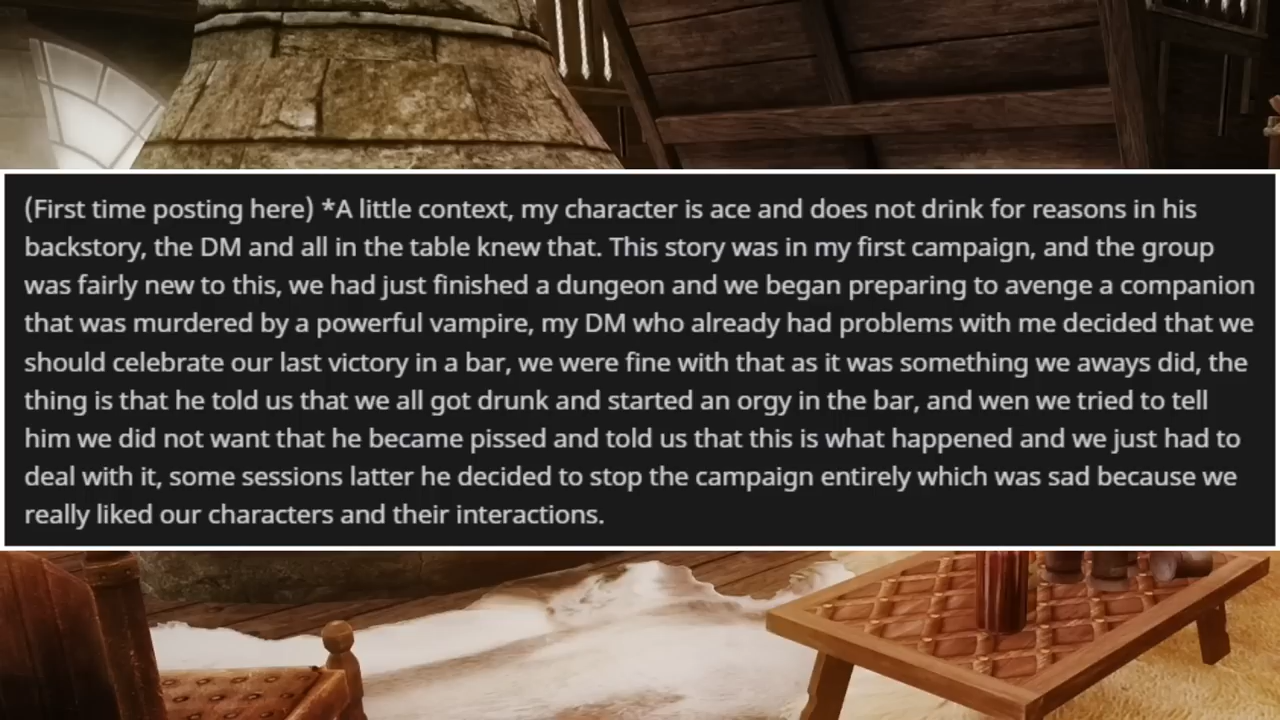 (First time posting here) *A little context, my character is ace and does not drink for reasons in his
backstory, the DM and all in the table knew that. This story was in my first campaign, and the group
was fairly new to this, we had just finished a dungeon and we began preparing to avenge a companion
that was murdered by a powerful vampire, my DM who already had problems with me decided that we
should celebrate our last victory in a bar, we were fine with that as it was something we aways did, the
thing is that he told us that we all got drunk and started an orgy in the bar, and wen we tried to tell
him we did not want that he became pissed and told us that this is what happened and we just had to
deal with it, some sessions latter he decided to stop the campaign entirely which was sad because we
really liked our characters and their interactions.